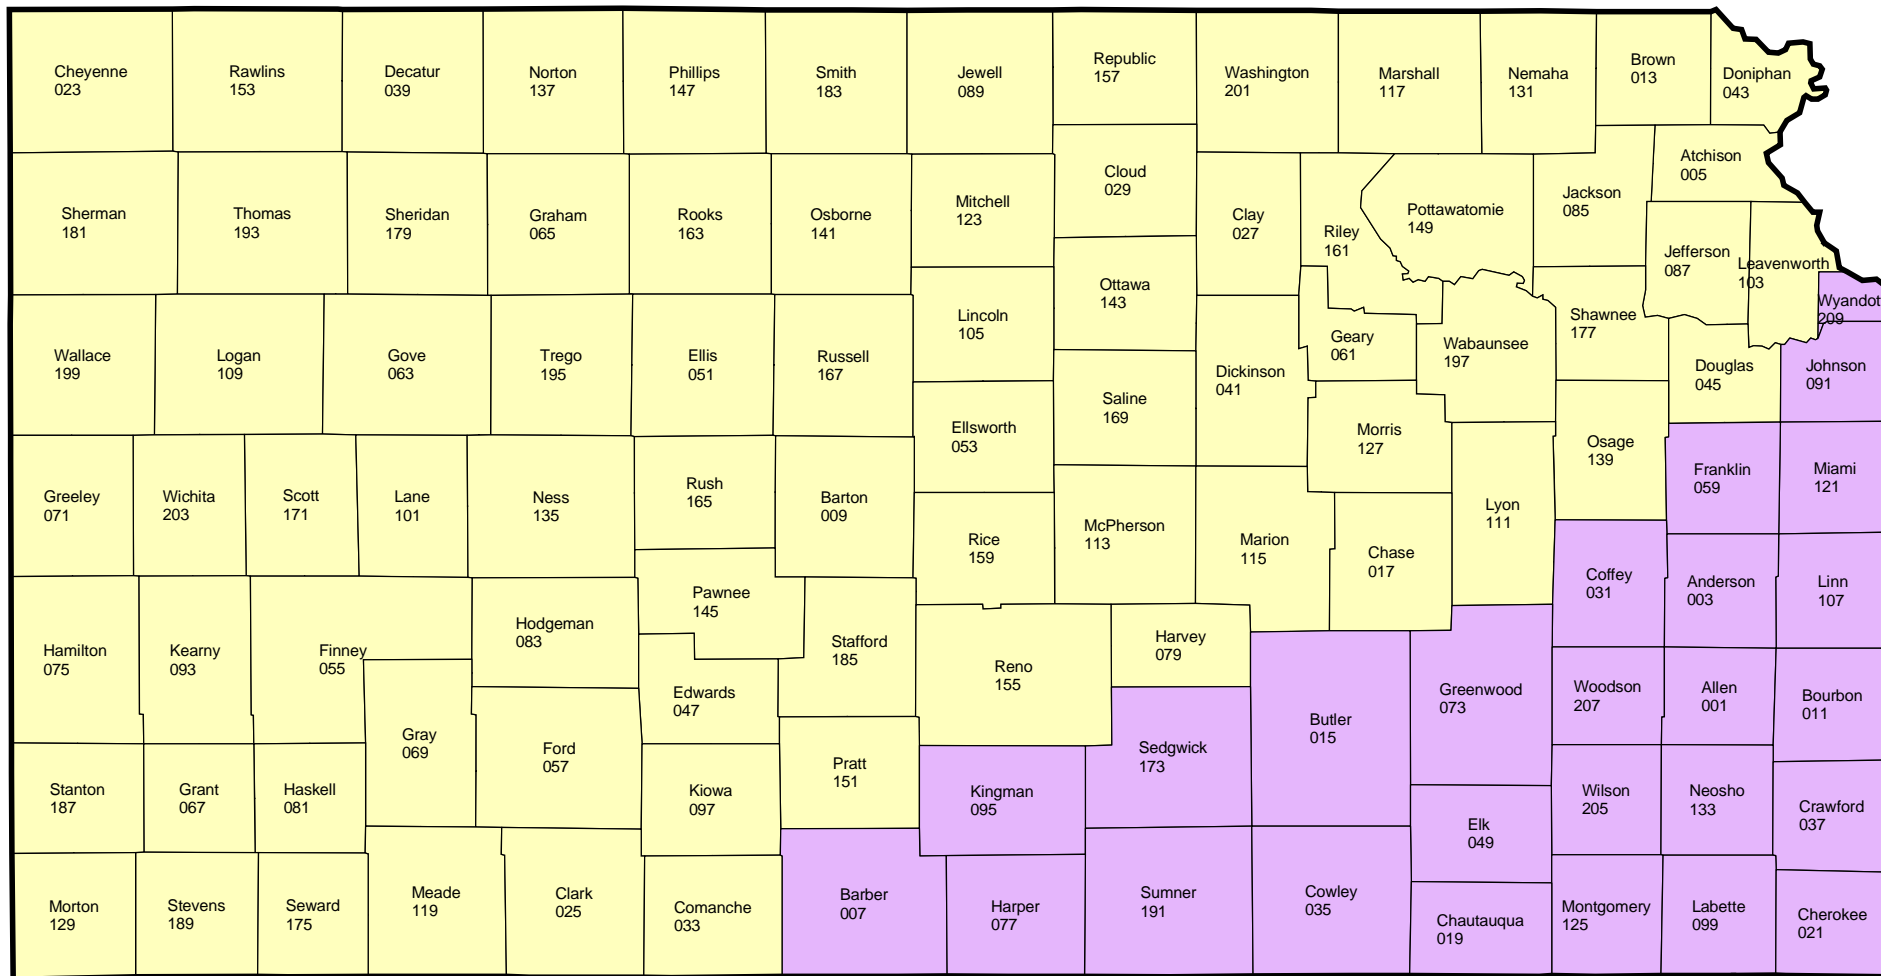 Cheyenne
023
Rawlins
153
Decatur
039
Norton
137
Phillips
147
Smith
183
Jewell
089
Republic
157
Washington
201
Marshall
117
Nemaha
131
Brown
013
Doniphan
043
Atchison
005
Cloud
029
Sherman
181
Thomas
193
Sheridan
179
Graham
065
Rooks
163
Osborne
141
Mitchell
123
Clay
027
Riley
161
Pottawatomie
149
Jackson
085
Jefferson
087
Leavenworth
103
Ottawa
143
Wyandot
209
Lincoln
105
Geary
061
Wabaunsee
197
Shawnee
177
Wallace
199
Logan
109
Gove
063
Trego
195
Ellis
051
Russell
167
Dickinson
041
Douglas
045
Johnson
091
Saline
169
Ellsworth
053
Morris
127
Osage
139
Franklin
059
Miami
121
Greeley
071
Wichita
203
Scott
171
Lane
101
Ness
135
Rush
165
Barton
009
Rice
159
McPherson
113
Marion
115
Chase
017
Lyon
111
Coffey
031
Anderson
003
Linn
107
Pawnee
145
Hamilton
075
Kearny
093
Finney
055
Hodgeman
083
Stafford
185
Reno
155
Harvey
079
Edwards
047
Greenwood
073
Woodson
207
Allen
001
Bourbon
011
Gray
069
Ford
057
Butler
015
Sedgwick
173
Stanton
187
Grant
067
Haskell
081
Kiowa
097
Pratt
151
Kingman
095
Wilson
205
Neosho
133
Crawford
037
Elk
049
Morton
129
Stevens
189
Seward
175
Meade
119
Clark
025
Comanche
033
Barber
007
Harper
077
Sumner
191
Cowley
035
Chautauqua
019
Montgomery
125
Labette
099
Cherokee
021